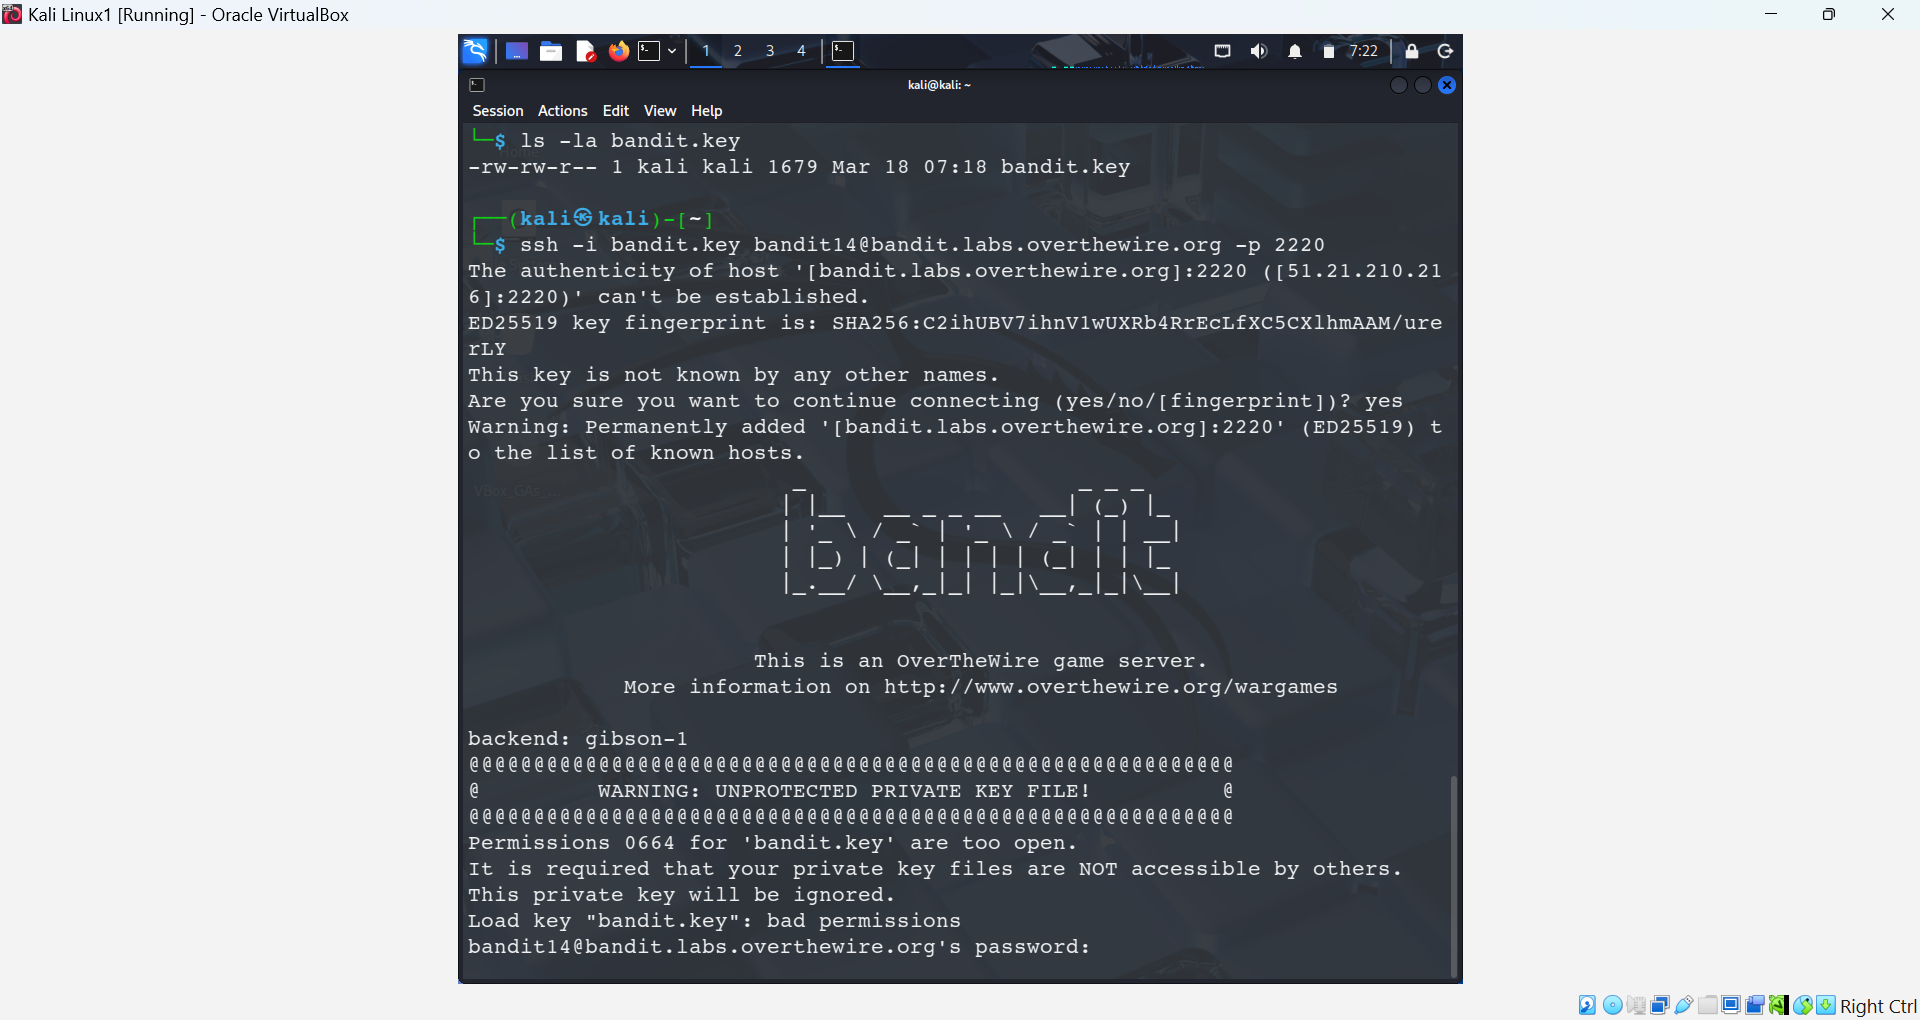 Kali Linux1 [Running] - Oracle VirtualBox
1 2 3 4 7:22
kali@kali: ~
Session Actions Edit View Help
└─$ ls -la bandit.key
-rw-rw-r-- 1 kali kali 1679 Mar 18 07:18 bandit.key
┌──(kali㉿kali)-[~]
└─$ ssh -i bandit.key bandit14@bandit.labs.overthewire.org -p 2220
The authenticity of host '[bandit.labs.overthewire.org]:2220 ([51.21.210.21
6]:2220)' can't be established.
ED25519 key fingerprint is: SHA256:C2ihUBV7ihnV1wUXRb4RrEcLfXC5CXlhmAAM/ure
rLY
This key is not known by any other names.
Are you sure you want to continue connecting (yes/no/[fingerprint])? yes
Warning: Permanently added '[bandit.labs.overthewire.org]:2220' (ED25519) t
o the list of known hosts.
bandit
This is an OverTheWire game server.
More information on http://www.overthewire.org/wargames
backend: gibson-1
@@@@@@@@@@@@@@@@@@@@@@@@@@@@@@@@@@@@@@@@@@@@@@@@@@@@@@@@@@@
@         WARNING: UNPROTECTED PRIVATE KEY FILE!          @
@@@@@@@@@@@@@@@@@@@@@@@@@@@@@@@@@@@@@@@@@@@@@@@@@@@@@@@@@@@
Permissions 0664 for 'bandit.key' are too open.
It is required that your private key files are NOT accessible by others.
This private key will be ignored.
Load key "bandit.key": bad permissions
bandit14@bandit.labs.overthewire.org's password:
Right Ctrl